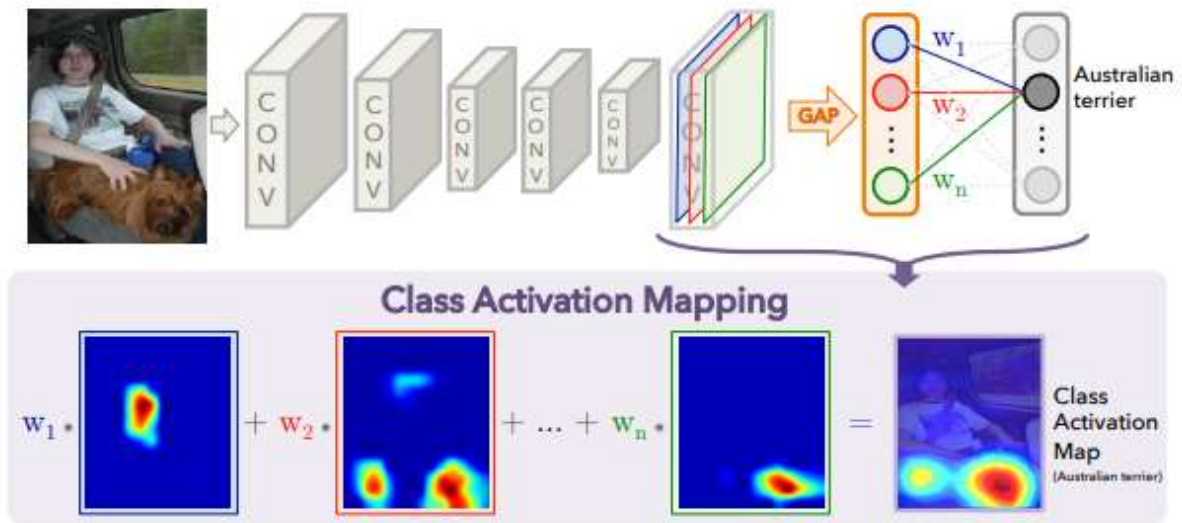 CONV
CONV
CONV
CONV
CONV
CONV
GAP
w1
w2
wn
Australian
terrier
Class Activation Mapping
w1 * + w2 * + ... + wn * =
Class
Activation
Map
(Australian terrier)